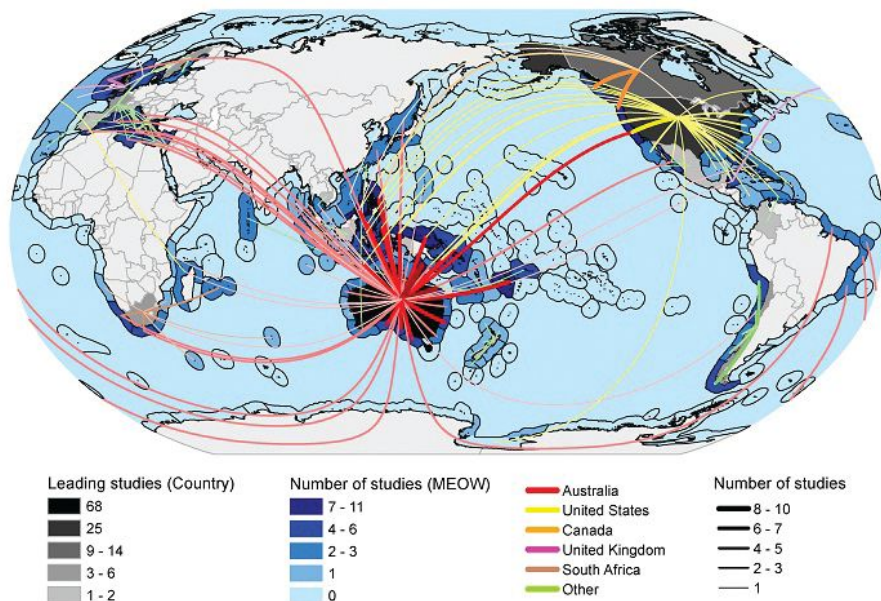 Leading studies (Country)
68
25
9 - 14
3 - 6
1 - 2
Number of studies (MEOW)
7 - 11
4 - 6
2 - 3
1
0
Australia
United States
Canada
United Kingdom
South Africa
Other
Number of studies
8 - 10
6 - 7
4 - 5
2 - 3
1